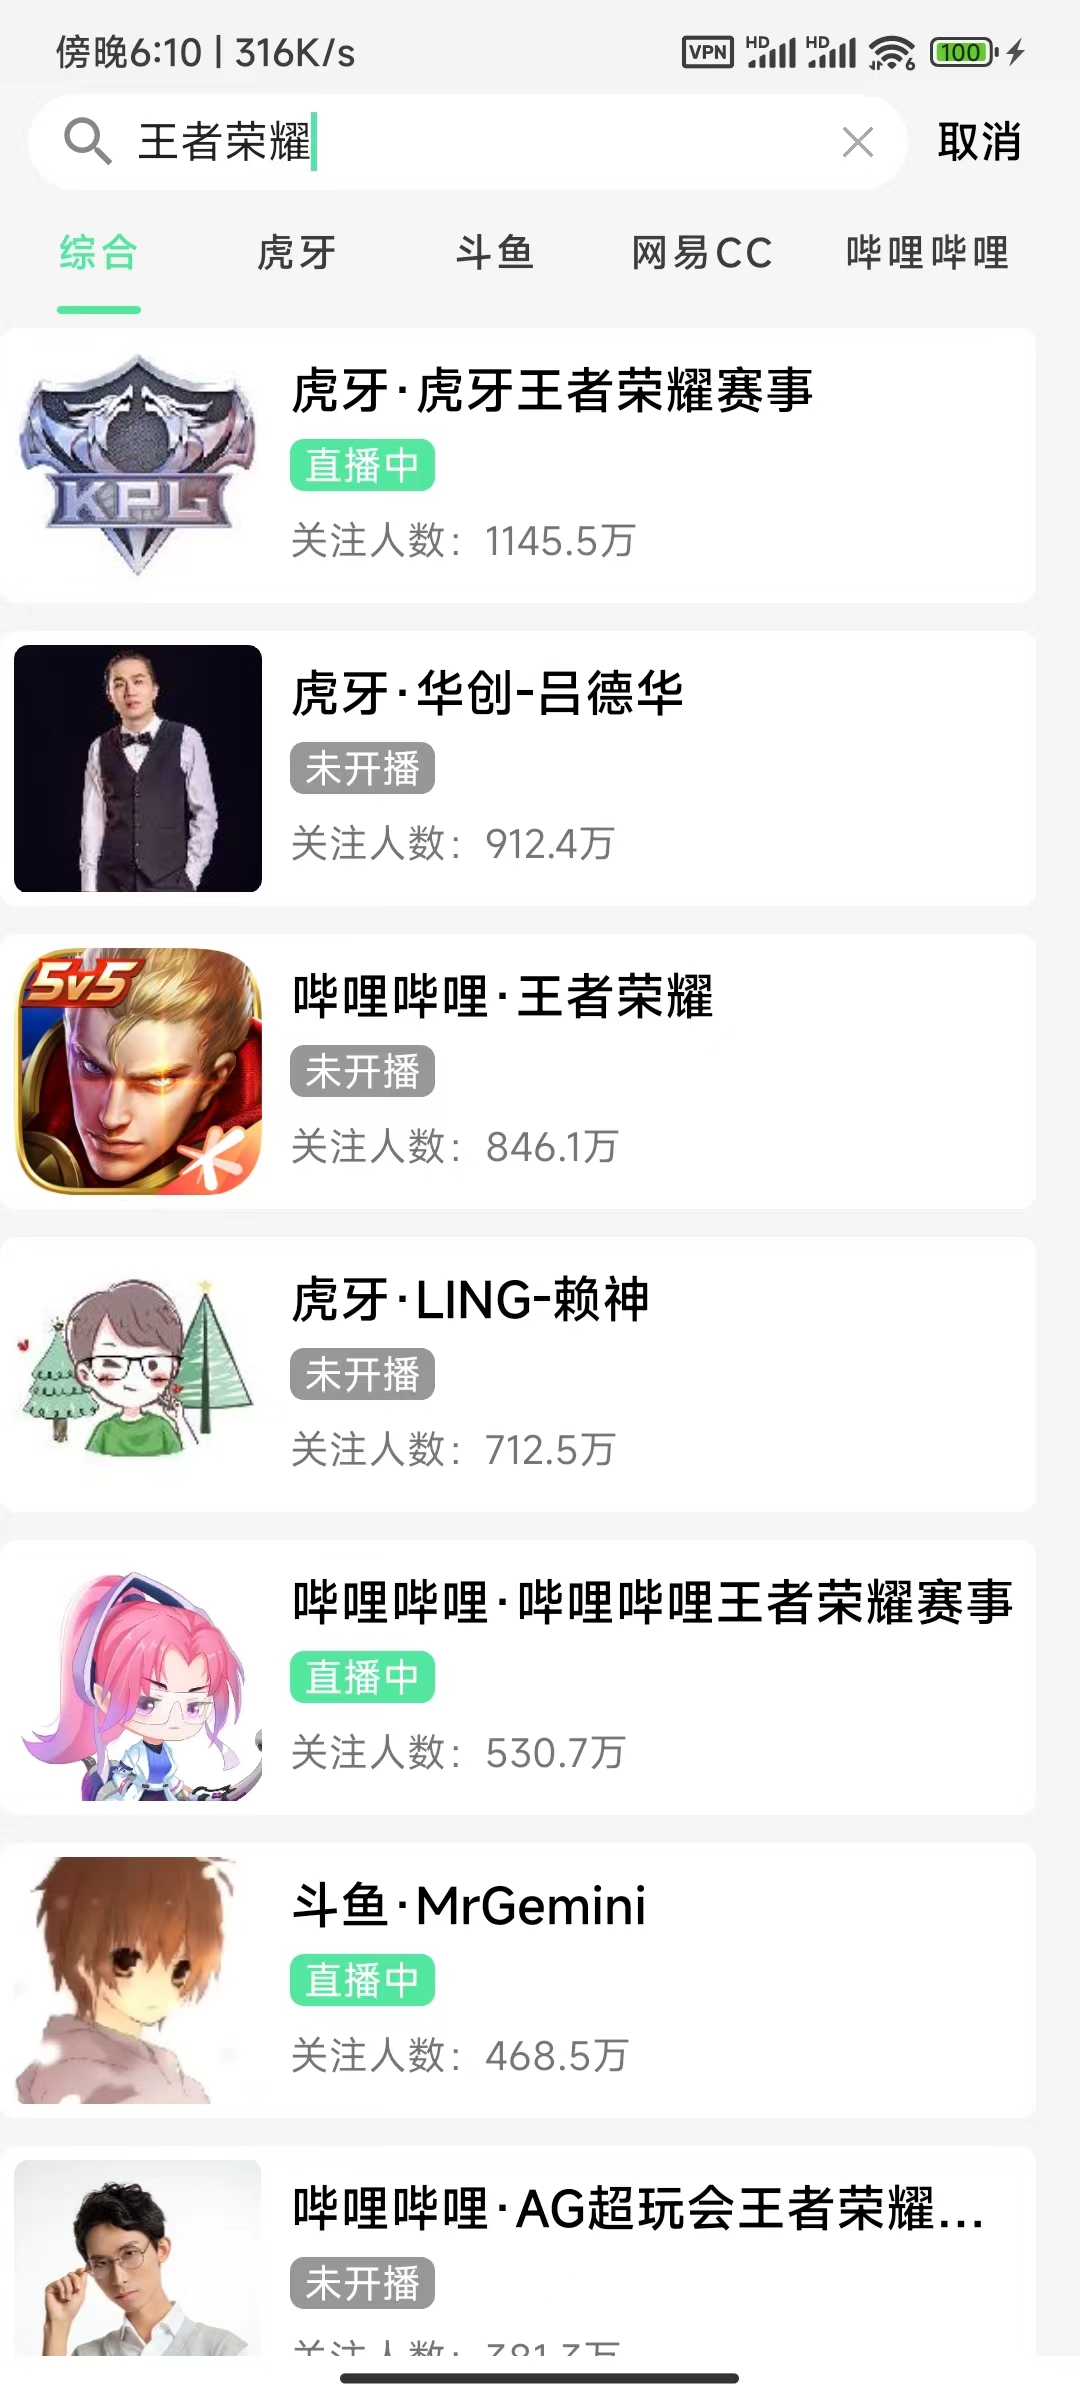 傍晚6:10 | 316K/s
VPN HD HD 6 100
王者荣耀
取消
综合 虎牙 斗鱼 网易CC 哔哩哔哩
KPL
虎牙·虎牙王者荣耀赛事
直播中
关注人数：1145.5万
虎牙·华创-吕德华
未开播
关注人数：912.4万
5v5
哔哩哔哩·王者荣耀
未开播
关注人数：846.1万
虎牙·LING-赖神
未开播
关注人数：712.5万
哔哩哔哩·哔哩哔哩王者荣耀赛事
直播中
关注人数：530.7万
斗鱼·MrGemini
直播中
关注人数：468.5万
哔哩哔哩·AG超玩会王者荣耀...
未开播
关注人数：381.3万